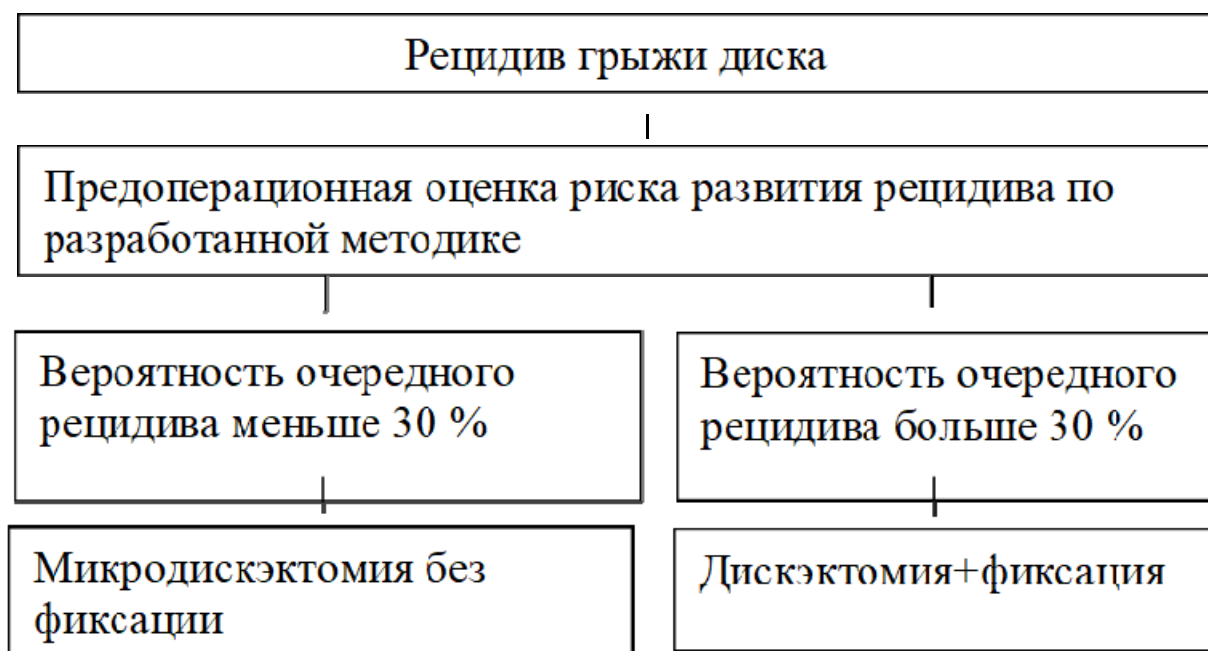 Рецидив грыжи диска
Предоперационная оценка риска развития рецидива по
разработанной методике
Вероятность очередного
рецидива меньше 30 %
Вероятность очередного
рецидива больше 30 %
Микродискэктомия без
фиксации
Дискэктомия+фиксация